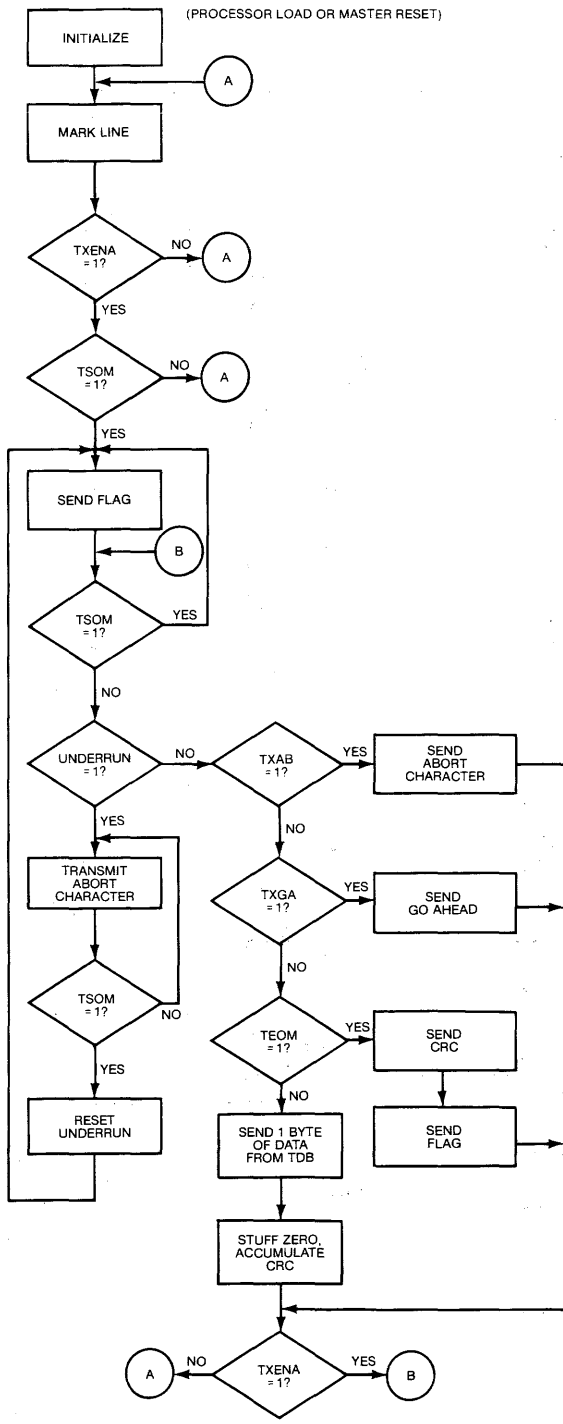 (PROCESSOR LOAD OR MASTER RESET)
INITIALIZE
A
MARK LINE
TXENA
= 1?
NO
A
YES
TSOM
= 1?
NO
A
YES
SEND FLAG
B
TSOM
= 1?
YES
NO
UNDERRUN
= 1?
NO
TXAB
= 1?
YES
SEND
ABORT
CHARACTER
YES
NO
TRANSMIT
ABORT
CHARACTER
TXGA
= 1?
YES
SEND
GO AHEAD
NO
TSOM
= 1?
NO
TEOM
= 1?
YES
SEND
CRC
YES
NO
RESET
UNDERRUN
SEND 1 BYTE
OF DATA
FROM TDB
SEND
FLAG
STUFF ZERO,
ACCUMULATE
CRC
A
NO
TXENA
= 1?
YES
B